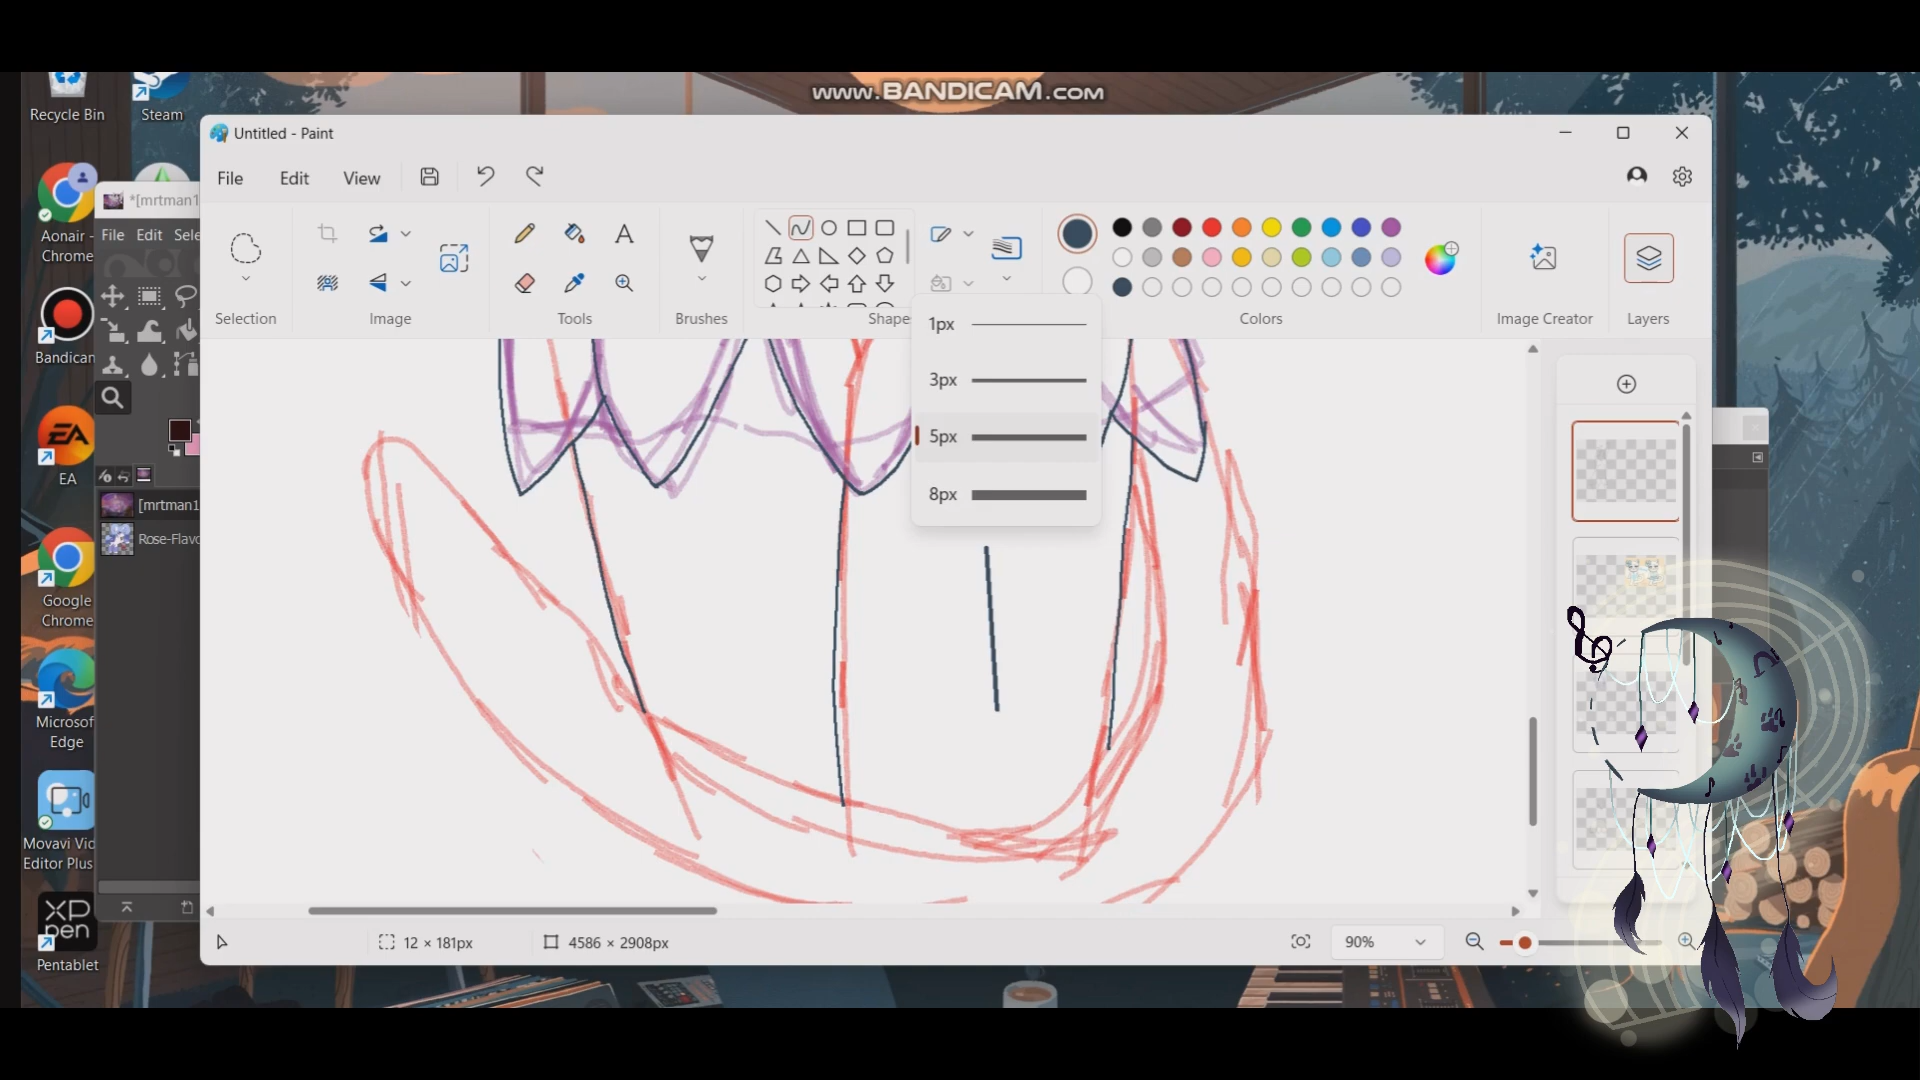 www.BANDICAM.com
Recycle Bin
Steam
Untitled - Paint
File
Edit
View
*[mrtman1
File
Edit
Sele
Aonair -
Chrome
Selection
Image
Tools
Brushes
Shape
Colors
Image Creator
Layers
1px
3px
5px
8px
Bandican
EA
EA
[mrtman1
Rose-Flavo
Google
Chrome
Microsof
Edge
Movavi Vid
Editor Plus
XP
pen
Pentablet
12 × 181px
4586 × 2908px
90%